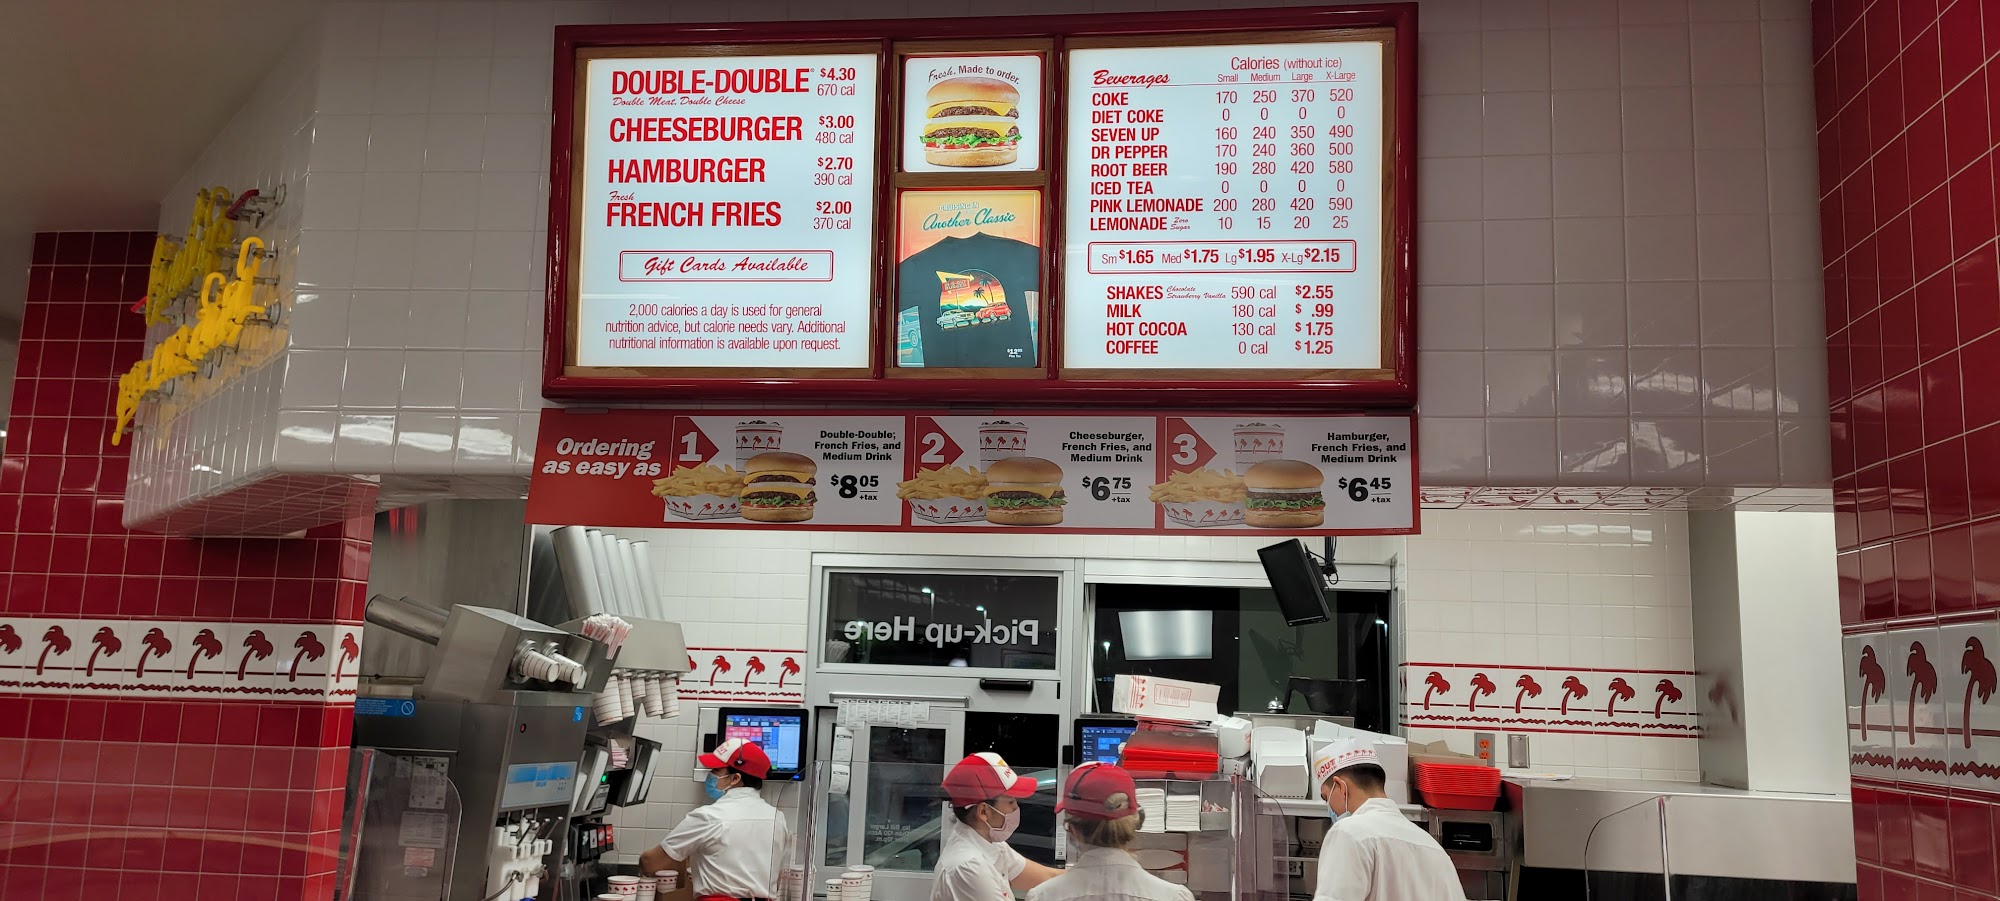 DOUBLE-DOUBLE® $4.30
Double Meat. Double Cheese 670 cal
CHEESEBURGER $3.00
480 cal
HAMBURGER $2.70
390 cal
Fresh
FRENCH FRIES $2.00
370 cal
Gift Cards Available
2,000 calories a day is used for general
nutrition advice, but calorie needs vary. Additional
nutritional information is available upon request.
Fresh. Made to order.
CRUISING IN
Another Classic
Beverages
Calories (without ice)
Small Medium Large X-Large
COKE 170 250 370 520
DIET COKE 0 0 0 0
SEVEN UP 160 240 350 490
DR PEPPER 170 240 360 500
ROOT BEER 190 280 420 580
ICED TEA 0 0 0 0
PINK LEMONADE 200 280 420 590
LEMONADE Zero Sugar 10 15 20 25
Sm $1.65 Med $1.75 Lg $1.95 X-Lg $2.15
SHAKES Chocolate Strawberry Vanilla 590 cal $2.55
MILK 180 cal $ .99
HOT COCOA 130 cal $1.75
COFFEE 0 cal $1.25
Ordering
as easy as
1
Double-Double,
French Fries, and
Medium Drink
$8.05
+tax
2
Cheeseburger,
French Fries, and
Medium Drink
$6.75
+tax
3
Hamburger,
French Fries, and
Medium Drink
$6.45
+tax
Pick-up Here